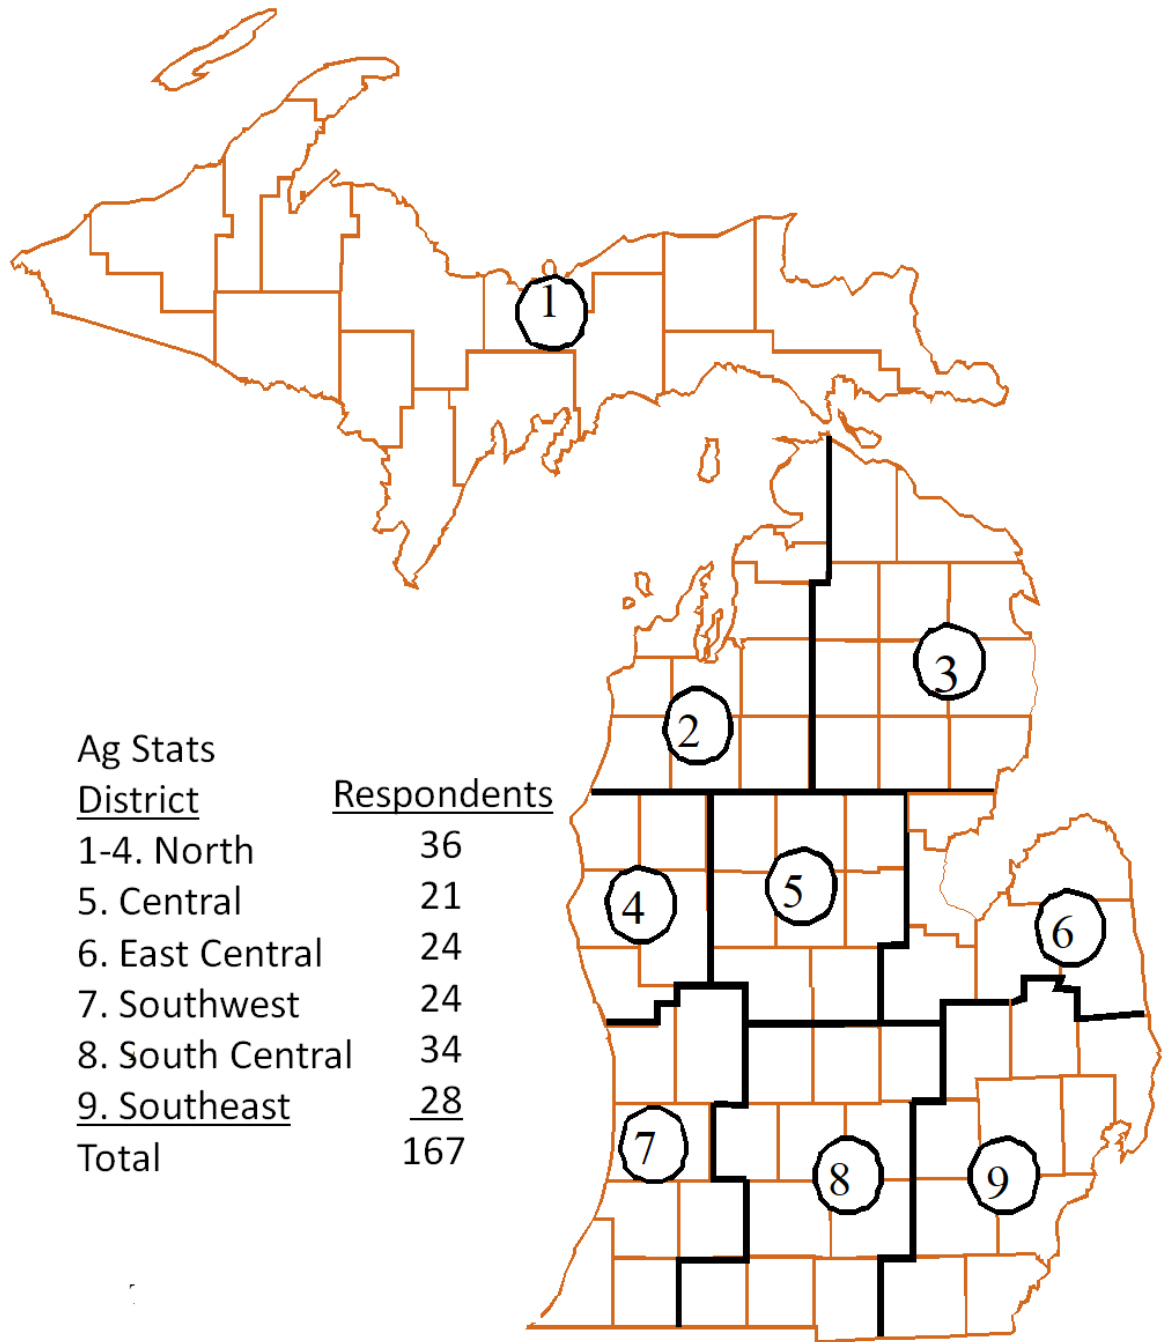 1
2
3
4
5
6
7
8
9
Ag Stats
District Respondents
1-4. North 36
5. Central 21
6. East Central 24
7. Southwest 24
8. South Central 34
9. Southeast 28
Total 167